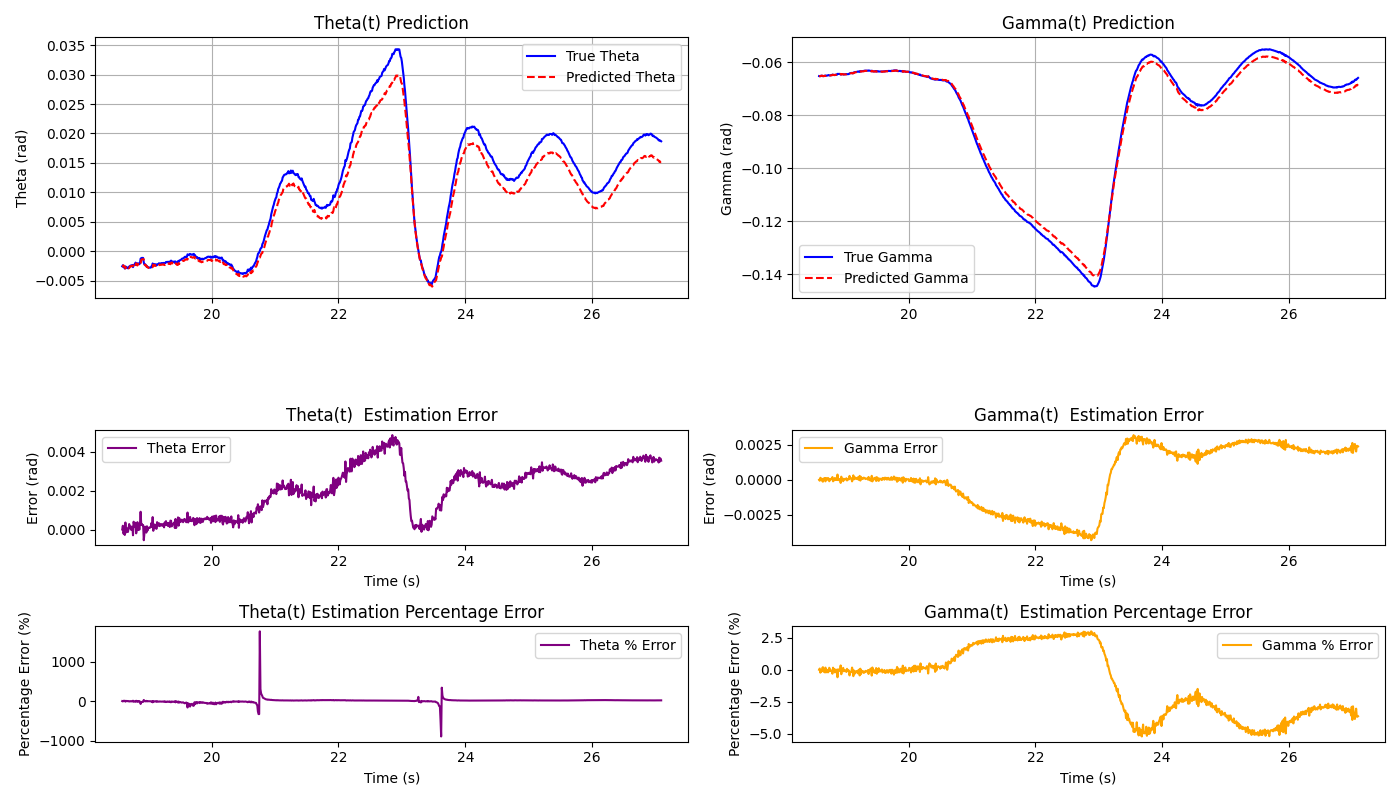 Theta(t) Prediction
Theta (rad)
0.035
0.030
0.025
0.020
0.015
0.010
0.005
0.000
−0.005
True Theta
Predicted Theta
20 22 24 26
Gamma(t) Prediction
Gamma (rad)
−0.06
−0.08
−0.10
−0.12
−0.14
True Gamma
Predicted Gamma
20 22 24 26
Theta(t)  Estimation Error
Error (rad)
0.004
0.002
0.000
Theta Error
20 22 24 26
Time (s)
Gamma(t)  Estimation Error
Error (rad)
0.0025
0.0000
−0.0025
Gamma Error
20 22 24 26
Time (s)
Theta(t) Estimation Percentage Error
Percentage Error (%)
1000
0
−1000
Theta % Error
20 22 24 26
Time (s)
Gamma(t)  Estimation Percentage Error
Percentage Error (%)
2.5
0.0
−2.5
−5.0
Gamma % Error
20 22 24 26
Time (s)